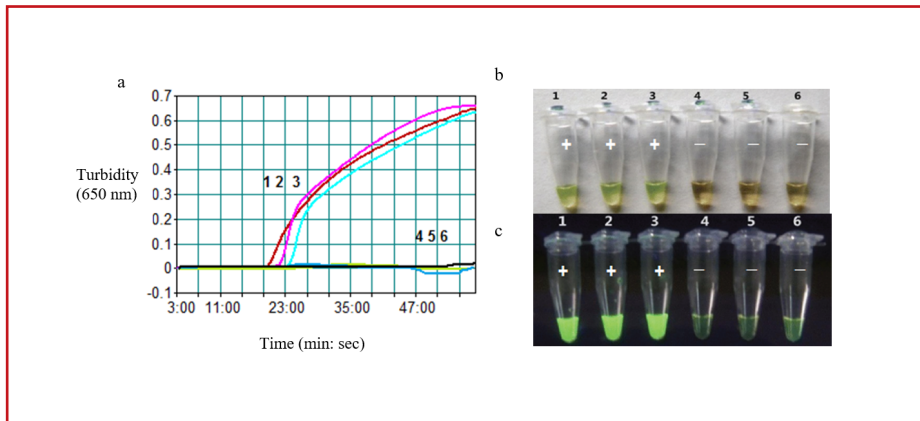 a
0.7
0.6
0.5
0.4
0.3
0.2
0.1
0
-0.1
1 2 3
4 5 6
3:00 11:00 23:00 35:00 47:00
Turbidity
(650 nm)
Time (min: sec)
b
1 2 3 4 5 6
+ + + − − −
c
1 2 3 4 5 6
+ + + − − −